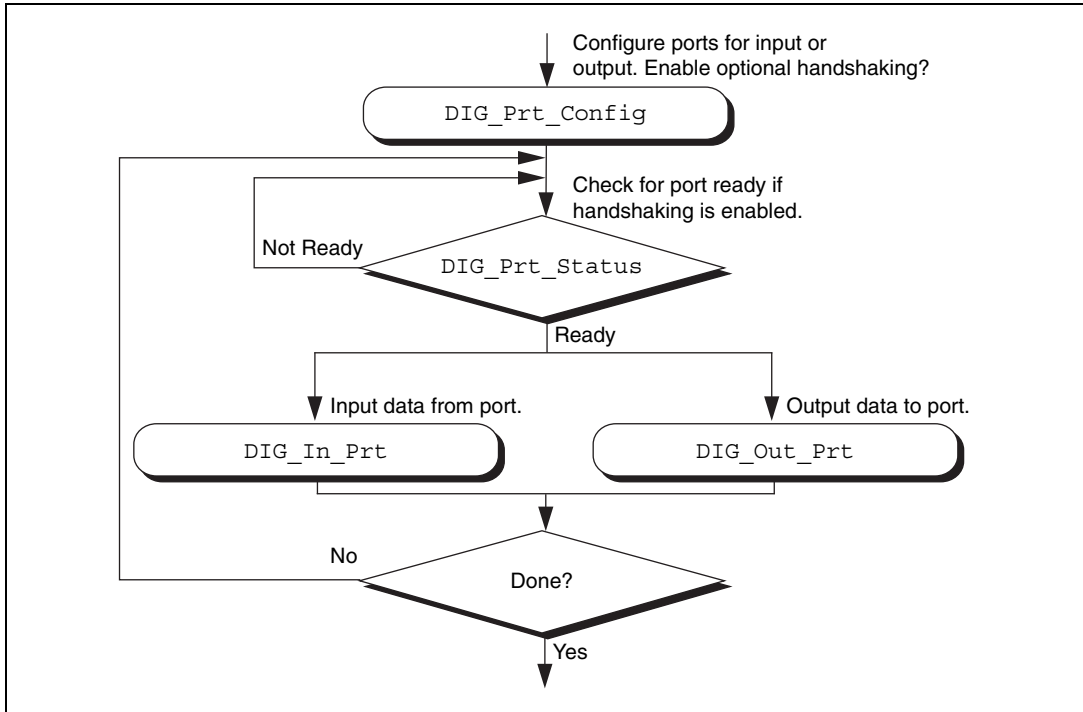 Configure ports for input or
output. Enable optional handshaking?
DIG_Prt_Config
Check for port ready if
handshaking is enabled.
Not Ready
DIG_Prt_Status
Ready
Input data from port.
Output data to port.
DIG_In_Prt
DIG_Out_Prt
No
Done?
Yes